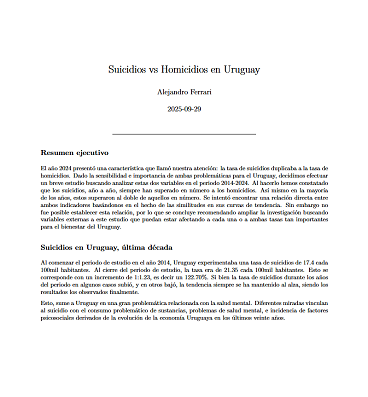 Suicidios vs Homicidios en Uruguay
Alejandro Ferrari
2025-09-29
Resumen ejecutivo
El año 2024 presentó una característica que llamó nuestra atención: la tasa de suicidios duplicaba a la tasa de
homicidios. Dado la sensibilidad e importancia de ambas problemáticas para el Uruguay, decidimos efectuar
un breve estudio buscando analizar estas dos variables en el periodo 2014-2024. Al hacerlo hemos constatado
que los suicidios, año a año, siempre han superado en número a los homicidios. Así mismo en la mayoría
de los años, estos superaron al doble de aquellos en número. Se intentó encontrar una relación directa entre
ambos indicadores basándonos en el hecho de las similitudes en sus curvas de tendencia. Sin embargo no
fue posible establecer esta relación, por lo que se concluye recomendando ampliar la investigación buscando
variables externas a este estudio que puedan estar afectando a cada una o a ambas tasas tan importantes
para el bienestar del Uruguay.
Suicidios en Uruguay, última década
Al comenzar el periodo de estudio en el año 2014, Uruguay experimentaba una tasa de suicidios de 17.4 cada
100mil habitantes. Al cierre del periodo de estudio, la tasa era de 21.35 cada 100mil habitantes. Esto se
corresponde con un incremento de 1:1.23, es decir un 122.70%. Si bien la tasa de suicidios durante los años
del periodo en algunos casos subió, y en otros bajó, la tendencia siempre se ha mantenido al alza, siendo los
resultados los observados finalmente.
Esto, sume a Uruguay en una gran problemática relacionada con la salud mental. Diferentes miradas vinculan
al suicidio con el consumo problemático de sustancias, problemas de salud mental, e incidencia de factores
psicosociales derivados de la evolución de la economía Uruguaya en los últimos veinte años.